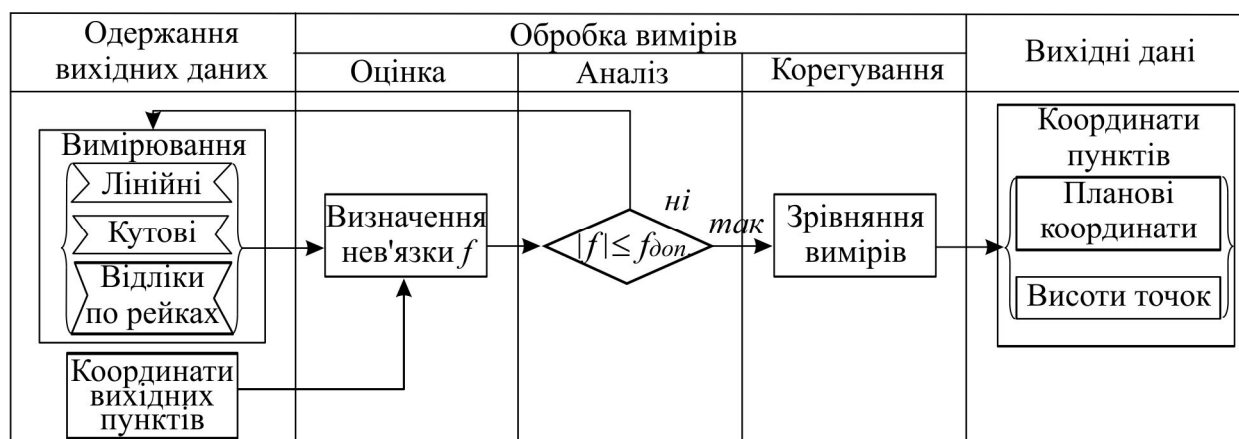 Одержання
вихідних даних
Обробка вимірів
Оцінка
Аналіз
Корегування
Вихідні дані
Вимірювання
Лінійні
Кутові
Відліки
по рейках
Координати
вихідних
пунктів
Визначення
нев'язки f
|f| ≤ fдоп.
ні
так
Зрівняння
вимірів
Координати
пунктів
Планові
координати
Висоти точок